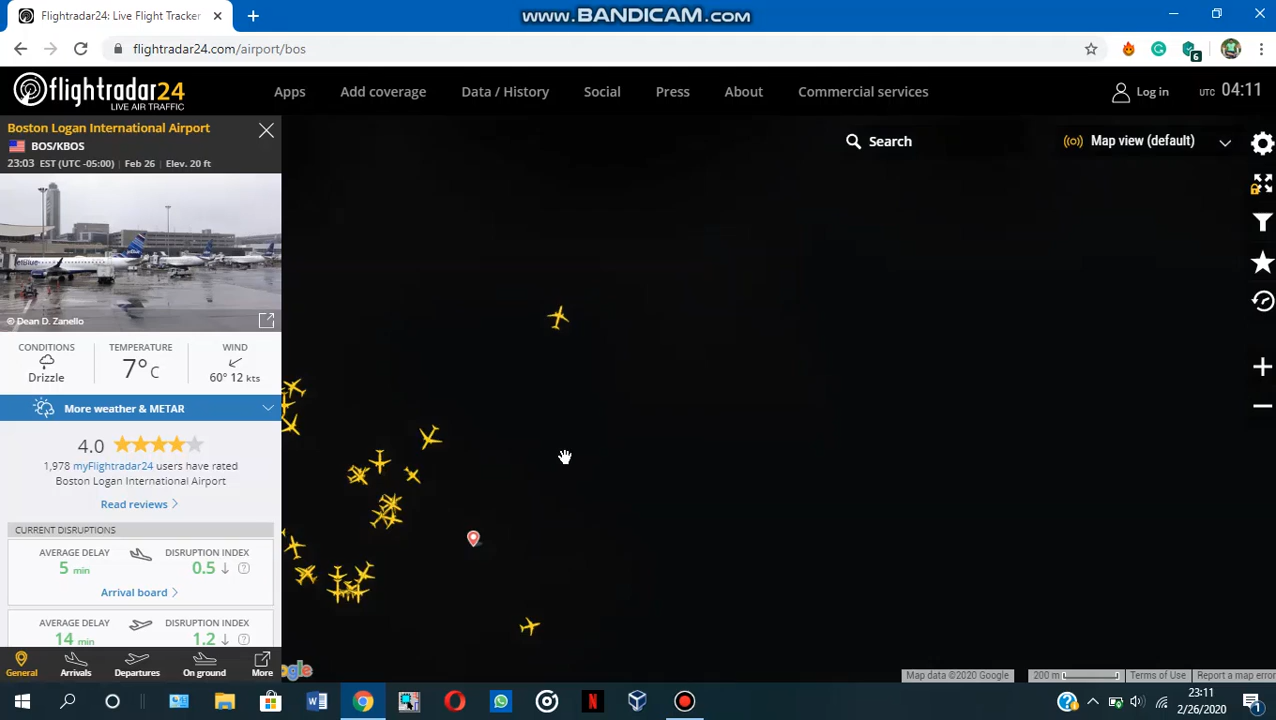 Flightradar24: Live Flight Tracker
www.BANDICAM.com
flightradar24.com/airport/bos
6
flightradar24
LIVE AIR TRAFFIC
Apps
Add coverage
Data / History
Social
Press
About
Commercial services
Log in
UTC 04:11
Boston Logan International Airport
BOS/KBOS
23:03 EST (UTC -05:00) Feb 26 Elev. 20 ft
Search
Map view (default)
jetBlue
© Dean D. Zanello
CONDITIONS
Drizzle
TEMPERATURE
7°C
WIND
60° 12 kts
More weather & METAR
4.0
1,978 myFlightradar24 users have rated
Boston Logan International Airport
Read reviews
CURRENT DISRUPTIONS
AVERAGE DELAY
5 min
DISRUPTION INDEX
0.5 ↓ ?
Arrival board
AVERAGE DELAY
14 min
DISRUPTION INDEX
1.2 ↓ ?
General
Arrivals
Departures
On ground
More
gle
Map data ©2020 Google
200 m
Terms of Use
Report a map error
23:11
2/26/2020
1